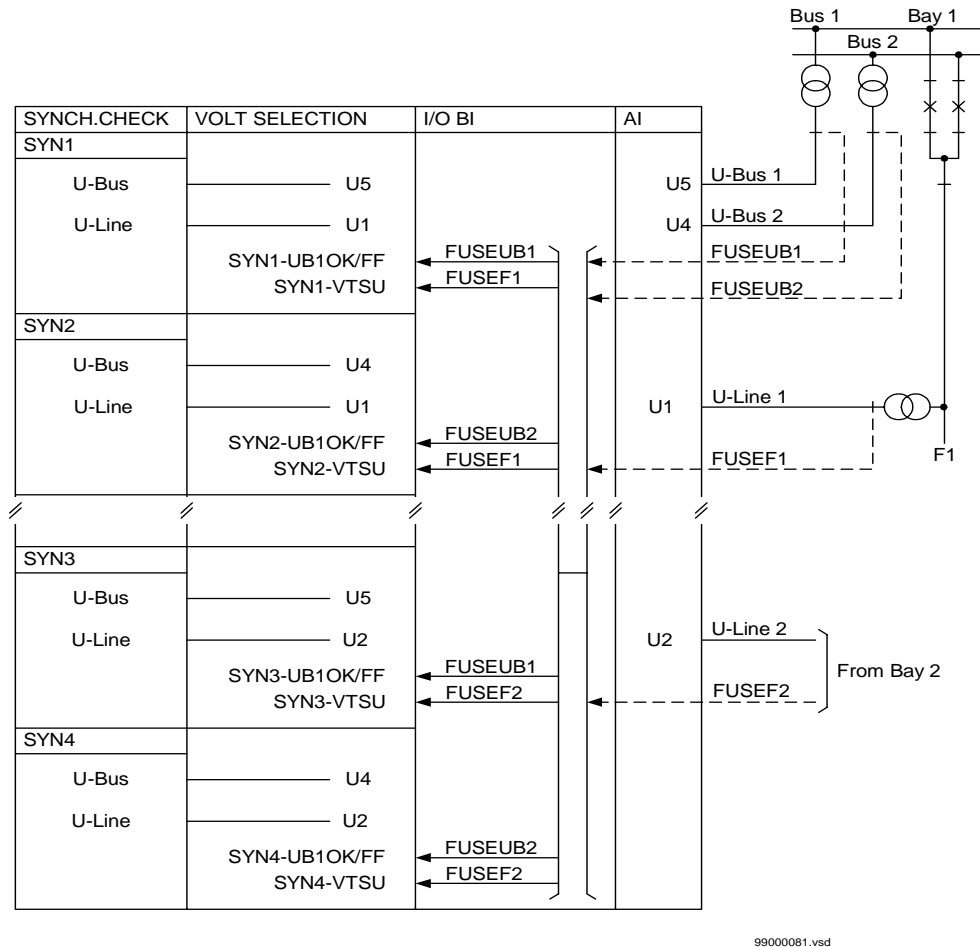 Bus 1 Bay 1
Bus 2
SYNCH.CHECK VOLT SELECTION I/O BI AI
SYN1
U-Bus U5 U5 U-Bus 1
U-Line U1 U4 U-Bus 2
SYN1-UB1OK/FF FUSEUB1 FUSEUB1
SYN1-VTSU FUSEF1 FUSEUB2
SYN2
U-Bus U4
U-Line U1 U1 U-Line 1
SYN2-UB1OK/FF FUSEUB2
SYN2-VTSU FUSEF1 FUSEF1 F1
SYN3
U-Bus U5
U-Line U2 U2 U-Line 2
SYN3-UB1OK/FF FUSEUB1 From Bay 2
SYN3-VTSU FUSEF2 FUSEF2
SYN4
U-Bus U4
U-Line U2
SYN4-UB1OK/FF FUSEUB2
SYN4-VTSU FUSEF2
99000081.vsd